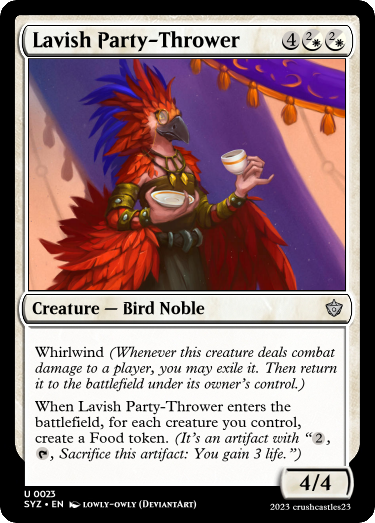 Lavish Party-Thrower 4 2 2
Creature — Bird Noble
Whirlwind (Whenever this creature deals combat
damage to a player, you may exile it. Then return
it to the battlefield under its owner's control.)
When Lavish Party-Thrower enters the
battlefield, for each creature you control,
create a Food token. (It's an artifact with “2,
, Sacrifice this artifact: You gain 3 life.”)
4/4
U 0023
SYZ • EN LOWLY-OWLY (DEVIANTART)
2023 crushcastles23